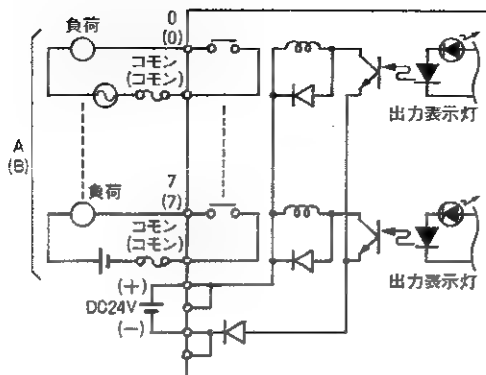 0
(0)
負荷
コモン
(コモン)
出力表示灯
A
(B)
負荷
7
(7)
コモン
(コモン)
出力表示灯
(+)
DC24V
(−)